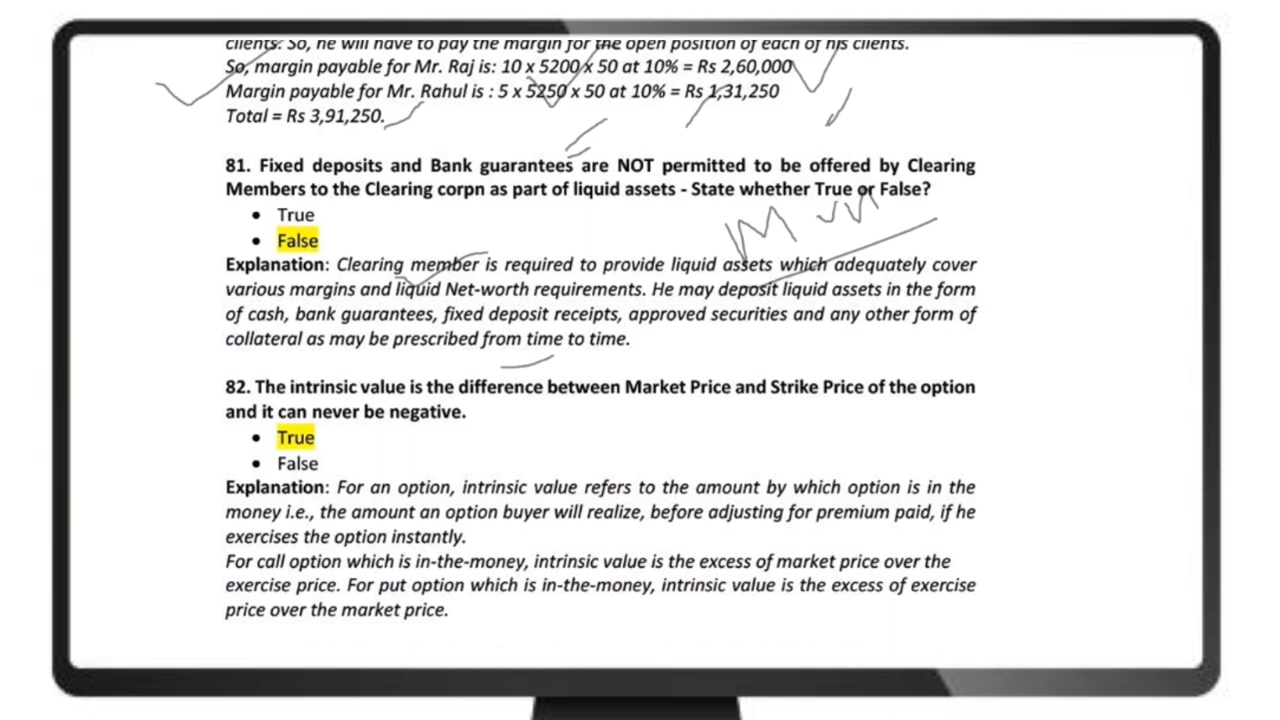 clients. So, he will have to pay the margin for the open position of each of his clients.
So, margin payable for Mr. Raj is: 10 x 5200 x 50 at 10% = Rs 2,60,000
Margin payable for Mr. Rahul is : 5 x 5250 x 50 at 10% = Rs 1,31,250
Total = Rs 3,91,250.
81. Fixed deposits and Bank guarantees are NOT permitted to be offered by Clearing
Members to the Clearing corpn as part of liquid assets - State whether True or False?
• True
• False
Explanation: Clearing member is required to provide liquid assets which adequately cover
various margins and liquid Net-worth requirements. He may deposit liquid assets in the form
of cash, bank guarantees, fixed deposit receipts, approved securities and any other form of
collateral as may be prescribed from time to time.
82. The intrinsic value is the difference between Market Price and Strike Price of the option
and it can never be negative.
• True
• False
Explanation: For an option, intrinsic value refers to the amount by which option is in the
money i.e., the amount an option buyer will realize, before adjusting for premium paid, if he
exercises the option instantly.
For call option which is in-the-money, intrinsic value is the excess of market price over the
exercise price. For put option which is in-the-money, intrinsic value is the excess of exercise
price over the market price.